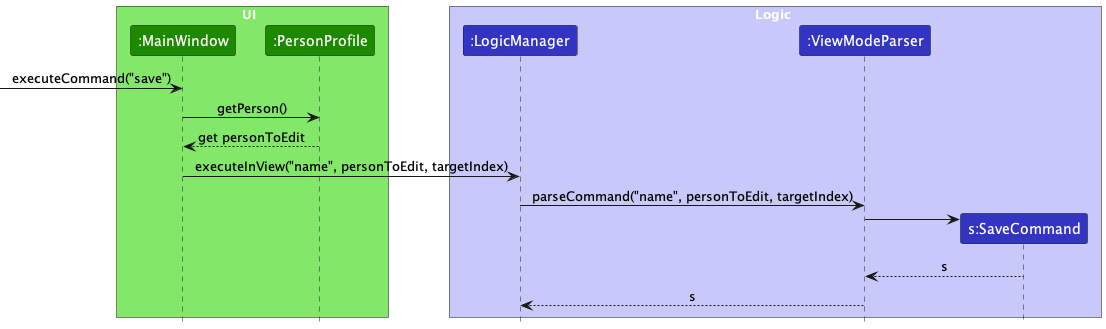 UI
Logic
:MainWindow
:PersonProfile
:LogicManager
:ViewModeParser
executeCommand("save")
getPerson()
get personToEdit
executeInView("name", personToEdit, targetIndex)
parseCommand("name", personToEdit, targetIndex)
s:SaveCommand
s
s